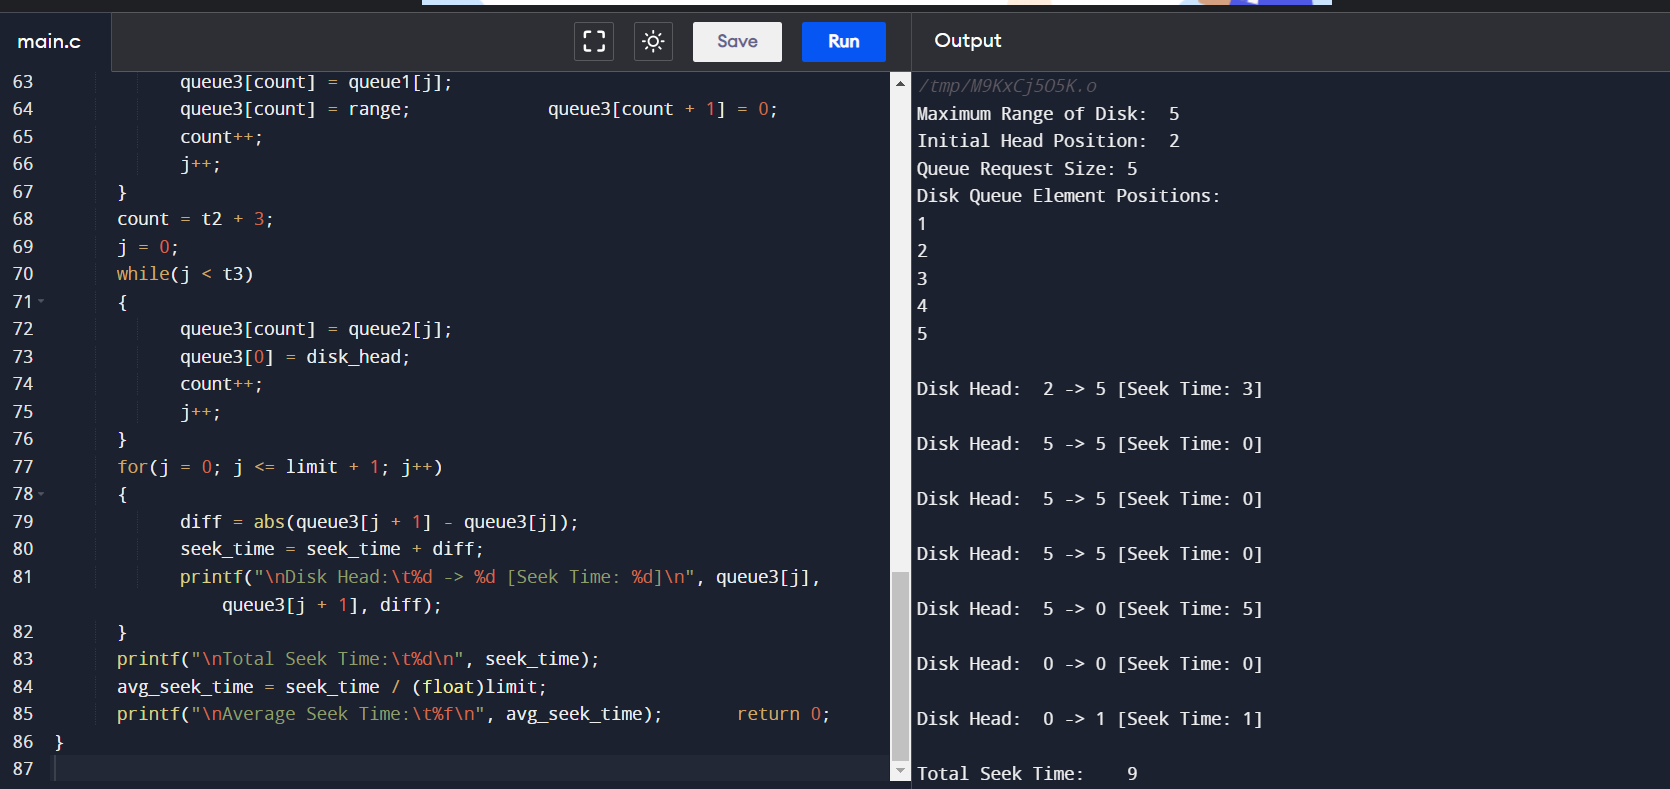 main.c
Save
Run
Output
63 queue3[count] = queue1[j];
64 queue3[count] = range; queue3[count + 1] = 0;
65 count++;
66 j++;
67 }
68 count = t2 + 3;
69 j = 0;
70 while(j < t3)
71 {
72 queue3[count] = queue2[j];
73 queue3[0] = disk_head;
74 count++;
75 j++;
76 }
77 for(j = 0; j <= limit + 1; j++)
78 {
79 diff = abs(queue3[j + 1] - queue3[j]);
80 seek_time = seek_time + diff;
81 printf("\nDisk Head:\t%d -> %d [Seek Time: %d]\n", queue3[j],
queue3[j + 1], diff);
82 }
83 printf("\nTotal Seek Time:\t%d\n", seek_time);
84 avg_seek_time = seek_time / (float)limit;
85 printf("\nAverage Seek Time:\t%f\n", avg_seek_time); return 0;
86 }
87
/tmp/M9KxCj5O5K.o
Maximum Range of Disk: 5
Initial Head Position: 2
Queue Request Size: 5
Disk Queue Element Positions:
1
2
3
4
5
Disk Head: 2 -> 5 [Seek Time: 3]
Disk Head: 5 -> 5 [Seek Time: 0]
Disk Head: 5 -> 5 [Seek Time: 0]
Disk Head: 5 -> 5 [Seek Time: 0]
Disk Head: 5 -> 0 [Seek Time: 5]
Disk Head: 0 -> 0 [Seek Time: 0]
Disk Head: 0 -> 1 [Seek Time: 1]
Total Seek Time: 9